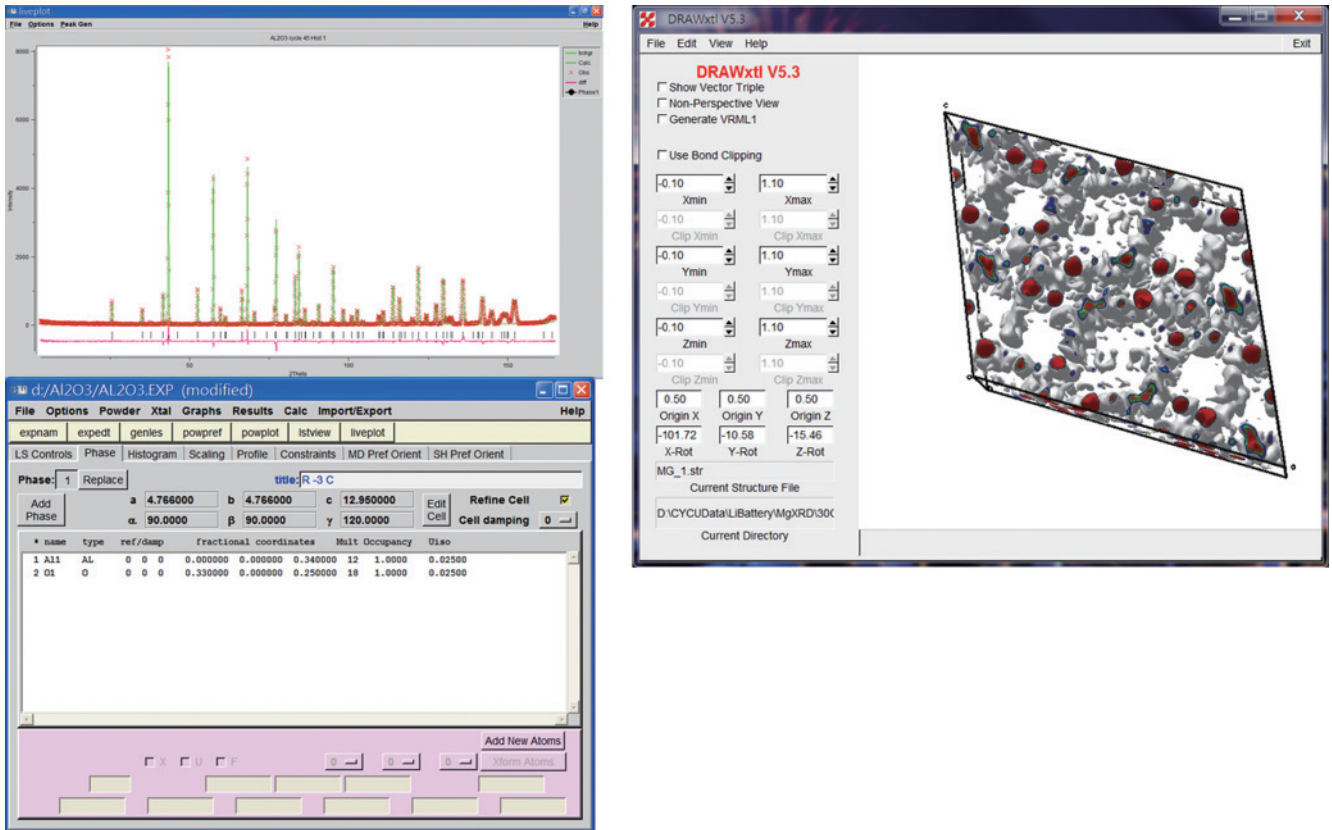 liveplot
File Options Peak Gen Help
AL2O3 cycle 45 Hist 1
bckgr
Calc
Obs
diff
Phase1
8000
6000
4000
2000
0
Intensity
50 100 150
2Theta
d:/Al2O3/AL2O3.EXP (modified)
File Options Powder Xtal Graphs Results Calc Import/Export Help
expnam expedt genles powpref powplot lstview liveplot
LS Controls Phase Histogram Scaling Profile Constraints MD Pref Orient SH Pref Orient
Phase: 1 Replace title: R -3 C
Add Phase
a 4.766000 b 4.766000 c 12.950000
Edit Cell
Refine Cell
α 90.0000 β 90.0000 γ 120.0000
Cell damping 0
* name type ref/damp fractional coordinates Mult Occupancy Uiso
1 Al1 AL 0 0 0 0.000000 0.000000 0.340000 12 1.0000 0.02500
2 O1 O 0 0 0 0.330000 0.000000 0.250000 18 1.0000 0.02500
Add New Atoms
X U F 0 0 0 Xform Atoms
DRAWxtl V5.3
File Edit View Help Exit
DRAWxtl V5.3
Show Vector Triple
Non-Perspective View
Generate VRML1
Use Bond Clipping
-0.10 1.10
Xmin Xmax
-0.10 1.10
Clip Xmin Clip Xmax
-0.10 1.10
Ymin Ymax
-0.10 1.10
Clip Ymin Clip Ymax
-0.10 1.10
Zmin Zmax
-0.10 1.10
Clip Zmin Clip Zmax
0.50 0.50 0.50
Origin X Origin Y Origin Z
-101.72 -10.58 -15.46
X-Rot Y-Rot Z-Rot
MG_1.str
Current Structure File
D:\CYCUData\LiBattery\MgXRD\300
Current Directory
c